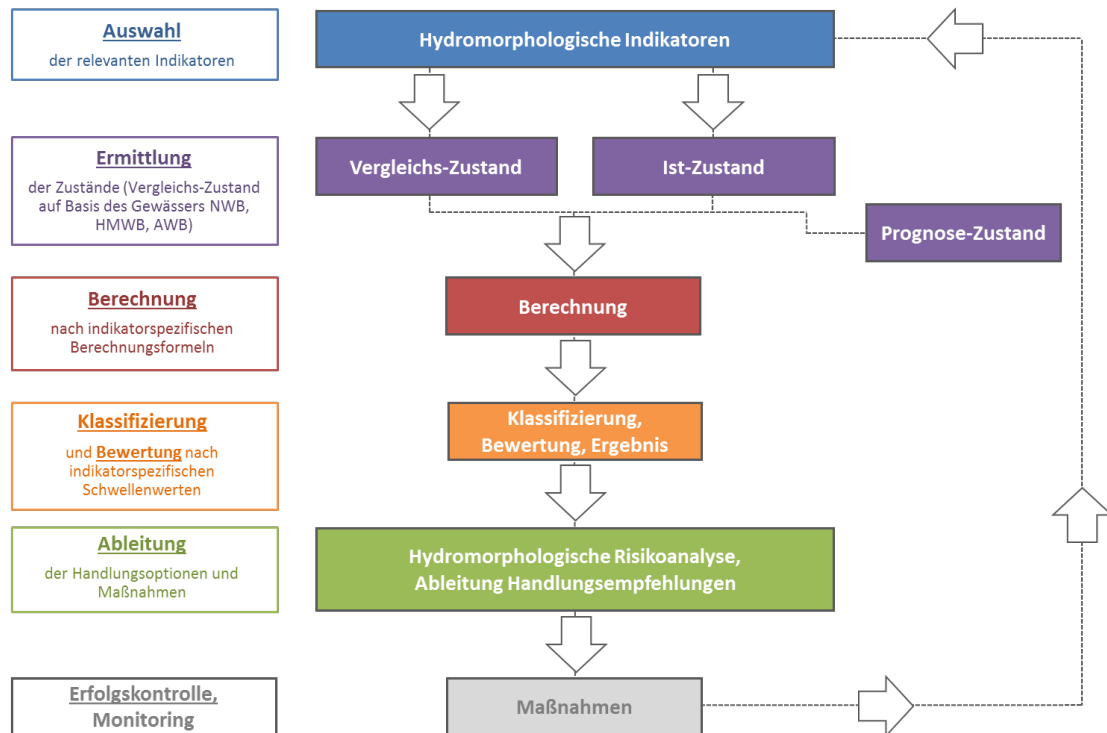 Auswahl
der relevanten Indikatoren
Hydromorphologische Indikatoren
Ermittlung
der Zustände (Vergleichs-Zustand
auf Basis des Gewässers NWB,
HMWB, AWB)
Vergleichs-Zustand
Ist-Zustand
Prognose-Zustand
Berechnung
nach indikatorspezifischen
Berechnungsformeln
Berechnung
Klassifizierung
und Bewertung nach
indikatorspezifischen
Schwellenwerten
Klassifizierung,
Bewertung, Ergebnis
Ableitung
der Handlungsoptionen und
Maßnahmen
Hydromorphologische Risikoanalyse,
Ableitung Handlungsempfehlungen
Erfolgskontrolle,
Monitoring
Maßnahmen